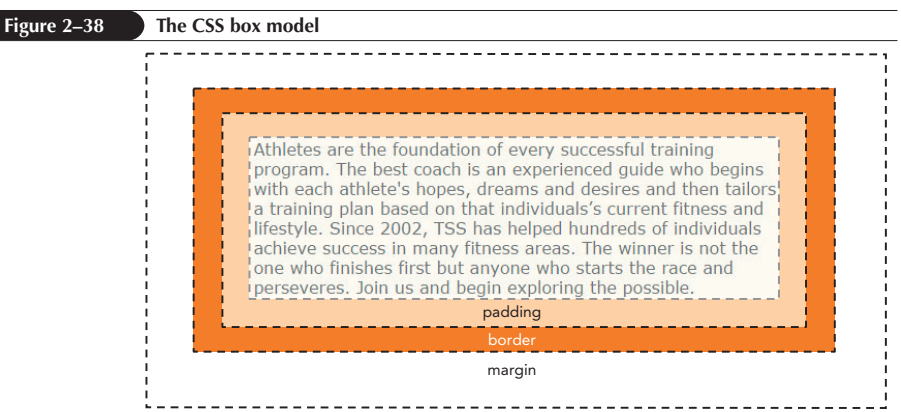 Figure 2–38 The CSS box model
Athletes are the foundation of every successful training
program. The best coach is an experienced guide who begins
with each athlete's hopes, dreams and desires and then tailors
a training plan based on that individuals’s current fitness and
lifestyle. Since 2002, TSS has helped hundreds of individuals
achieve success in many fitness areas. The winner is not the
one who finishes first but anyone who starts the race and
perseveres. Join us and begin exploring the possible.
padding
border
margin